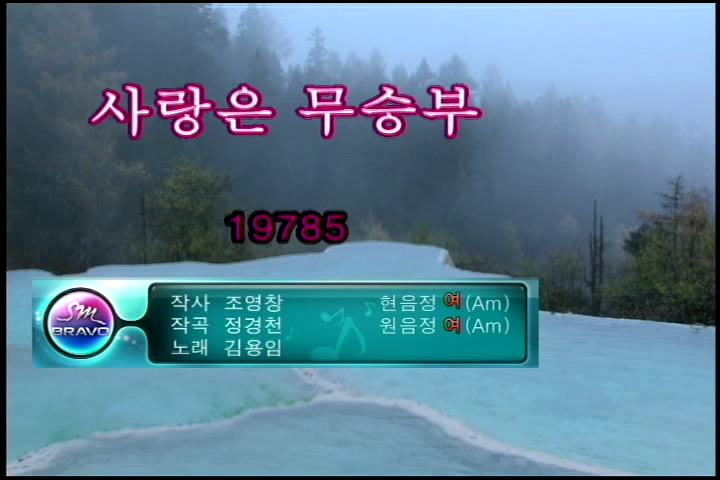 사랑은 무승부
19785
SM
BRAVO
작사 조영창 현음정 여(Am)
작곡 정경천 원음정 여(Am)
노래 김용임